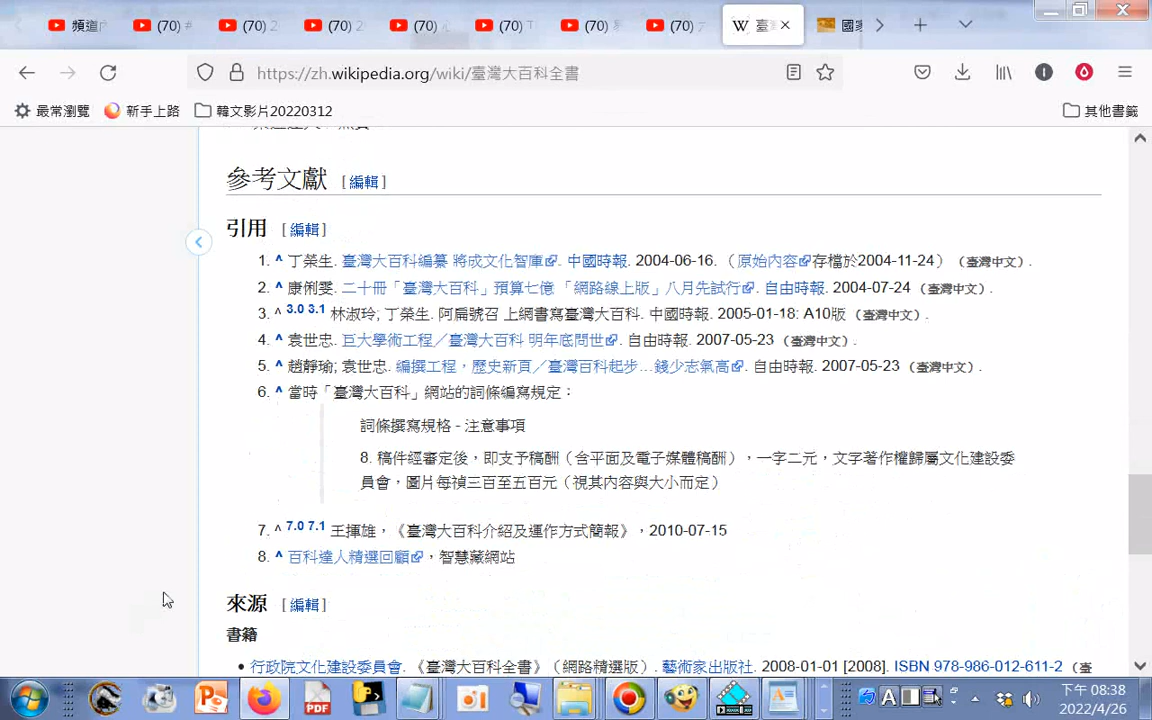 頻道
(70)
(70) 2
(70) 2
(70)
(70) T
(70)
(70)
臺
國
https://zh.wikipedia.org/wiki/臺灣大百科全書
最常瀏覽 新手上路 韓文影片20220312 其他書籤
參考文獻 [編輯]
引用 [編輯]
1. ^ 丁榮生. 臺灣大百科編纂 將成文化智庫. 中國時報. 2004-06-16. （原始內容存檔於2004-11-24）（臺灣中文）.
2. ^ 康俐雯. 二十冊「臺灣大百科」預算七億 「網路線上版」八月先試行. 自由時報. 2004-07-24 （臺灣中文）.
3. ^ 3.0 3.1 林淑玲; 丁榮生. 阿扁號召 上網書寫臺灣大百科. 中國時報. 2005-01-18: A10版 （臺灣中文）.
4. ^ 袁世忠. 巨大學術工程／臺灣大百科 明年底問世. 自由時報. 2007-05-23 （臺灣中文）.
5. ^ 趙靜瑜; 袁世忠. 編撰工程，歷史新頁／臺灣百科起步…錢少志氣高. 自由時報. 2007-05-23 （臺灣中文）.
6. ^ 當時「臺灣大百科」網站的詞條編寫規定：
詞條撰寫規格 - 注意事項
8. 稿件經審定後，即支予稿酬（含平面及電子媒體稿酬），一字二元，文字著作權歸屬文化建設委
員會，圖片每禎三百至五百元（視其內容與大小而定）
7. ^ 7.0 7.1 王揮雄，《臺灣大百科介紹及運作方式簡報》，2010-07-15
8. ^ 百科達人精選回顧，智慧藏網站
來源 [編輯]
書籍
• 行政院文化建設委員會. 《臺灣大百科全書》（網路精選版）. 藝術家出版社. 2008-01-01 [2008]. ISBN 978-986-012-611-2 （臺
下午 08:38
2022/4/26